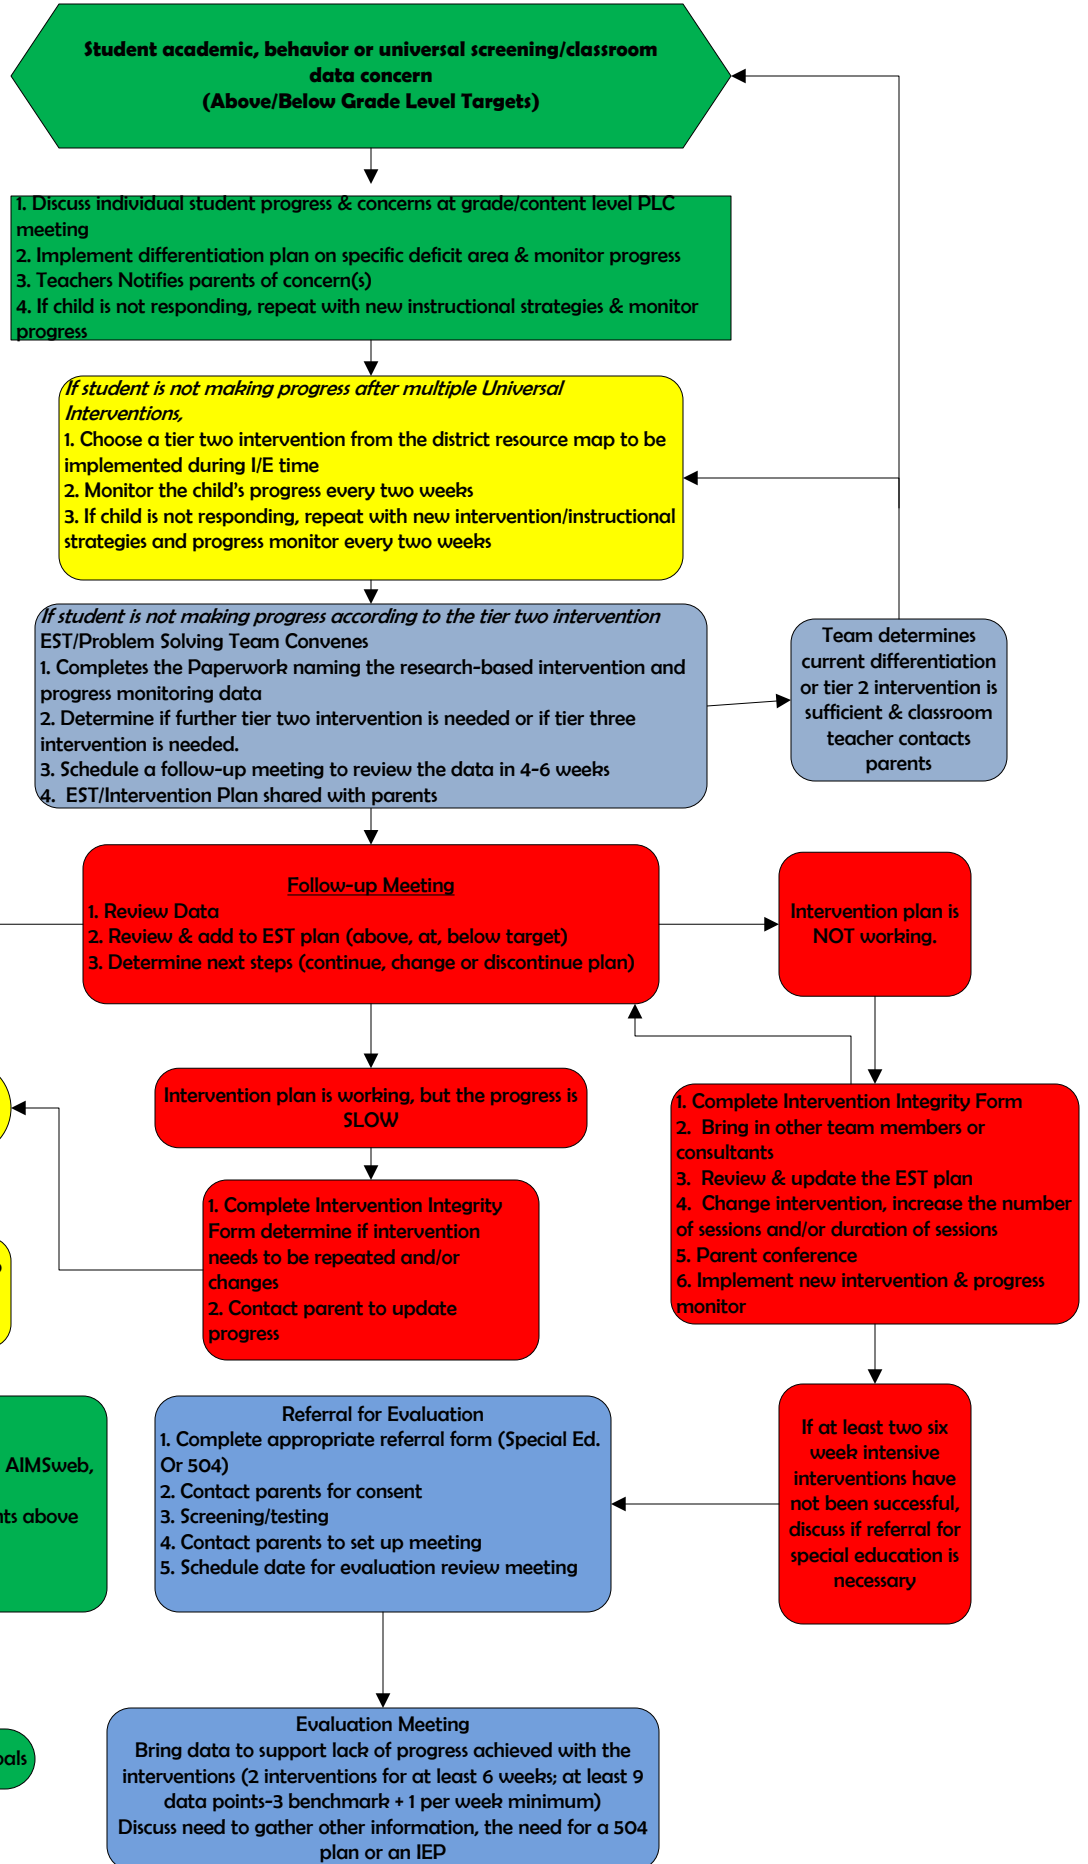 Student academic, behavior or universal screening/classroom
data concern
(Above/Below Grade Level Targets)
1. Discuss individual student progress & concerns at grade/content level PLC
meeting
2. Implement differentiation plan on specific deficit area & monitor progress
3. Teachers Notifies parents of concern(s)
4. If child is not responding, repeat with new instructional strategies & monitor
progress
If student is not making progress after multiple Universal
Interventions,
1. Choose a tier two intervention from the district resource map to be
implemented during I/E time
2. Monitor the child's progress every two weeks
3. If child is not responding, repeat with new intervention/instructional
strategies and progress monitor every two weeks
If student is not making progress according to the tier two intervention
EST/Problem Solving Team Convenes
1. Completes the Paperwork naming the research-based intervention and
progress monitoring data
2. Determine if further tier two intervention is needed or if tier three
intervention is needed.
3. Schedule a follow-up meeting to review the data in 4-6 weeks
4. EST/Intervention Plan shared with parents
Team determines
current differentiation
or tier 2 intervention is
sufficient & classroom
teacher contacts
parents
Follow-up Meeting
1. Review Data
2. Review & add to EST plan (above, at, below target)
3. Determine next steps (continue, change or discontinue plan)
Intervention plan is
NOT working.
Intervention plan is working, but the progress is
SLOW
1. Complete Intervention Integrity Form
2. Bring in other team members or
consultants
3. Review & update the EST plan
4. Change intervention, increase the number
of sessions and/or duration of sessions
5. Parent conference
6. Implement new intervention & progress
monitor
1. Complete Intervention Integrity
Form determine if intervention
needs to be repeated and/or
changes
2. Contact parent to update
progress
AIMSweb,
above
Referral for Evaluation
1. Complete appropriate referral form (Special Ed.
Or 504)
2. Contact parents for consent
3. Screening/testing
4. Contact parents to set up meeting
5. Schedule date for evaluation review meeting
If at least two six
week intensive
interventions have
not been successful,
discuss if referral for
special education is
necessary
Evaluation Meeting
Bring data to support lack of progress achieved with the
interventions (2 interventions for at least 6 weeks; at least 9
data points-3 benchmark + 1 per week minimum)
Discuss need to gather other information, the need for a 504
plan or an IEP